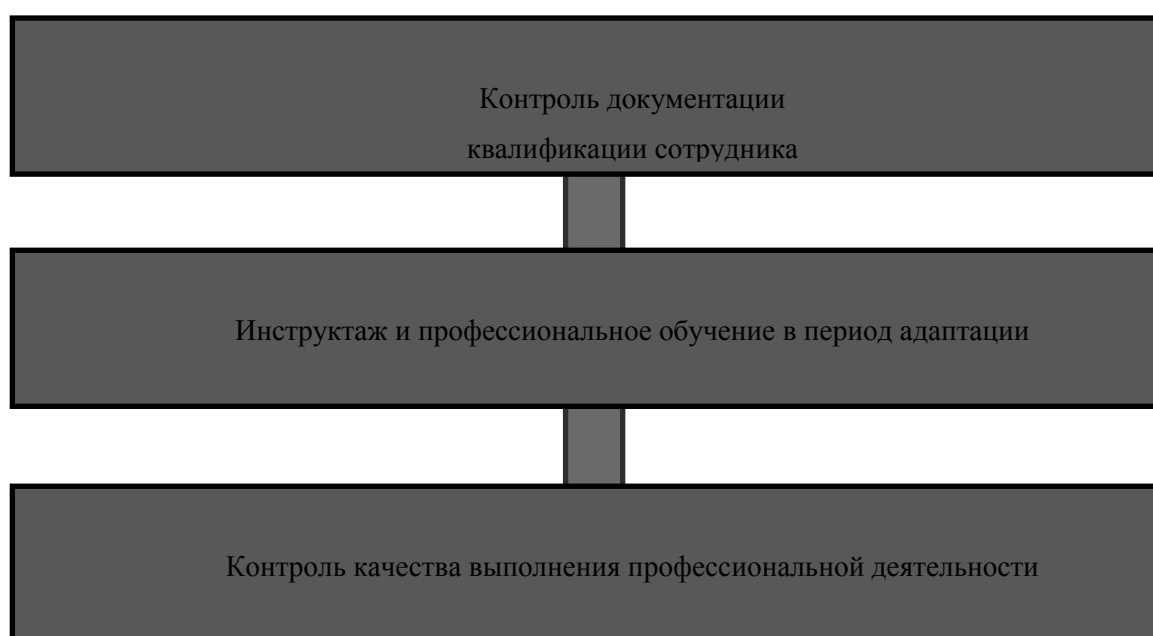 Контроль документации
квалификации сотрудника
Инструктаж и профессиональное обучение в период адаптации
Контроль качества выполнения профессиональной деятельности